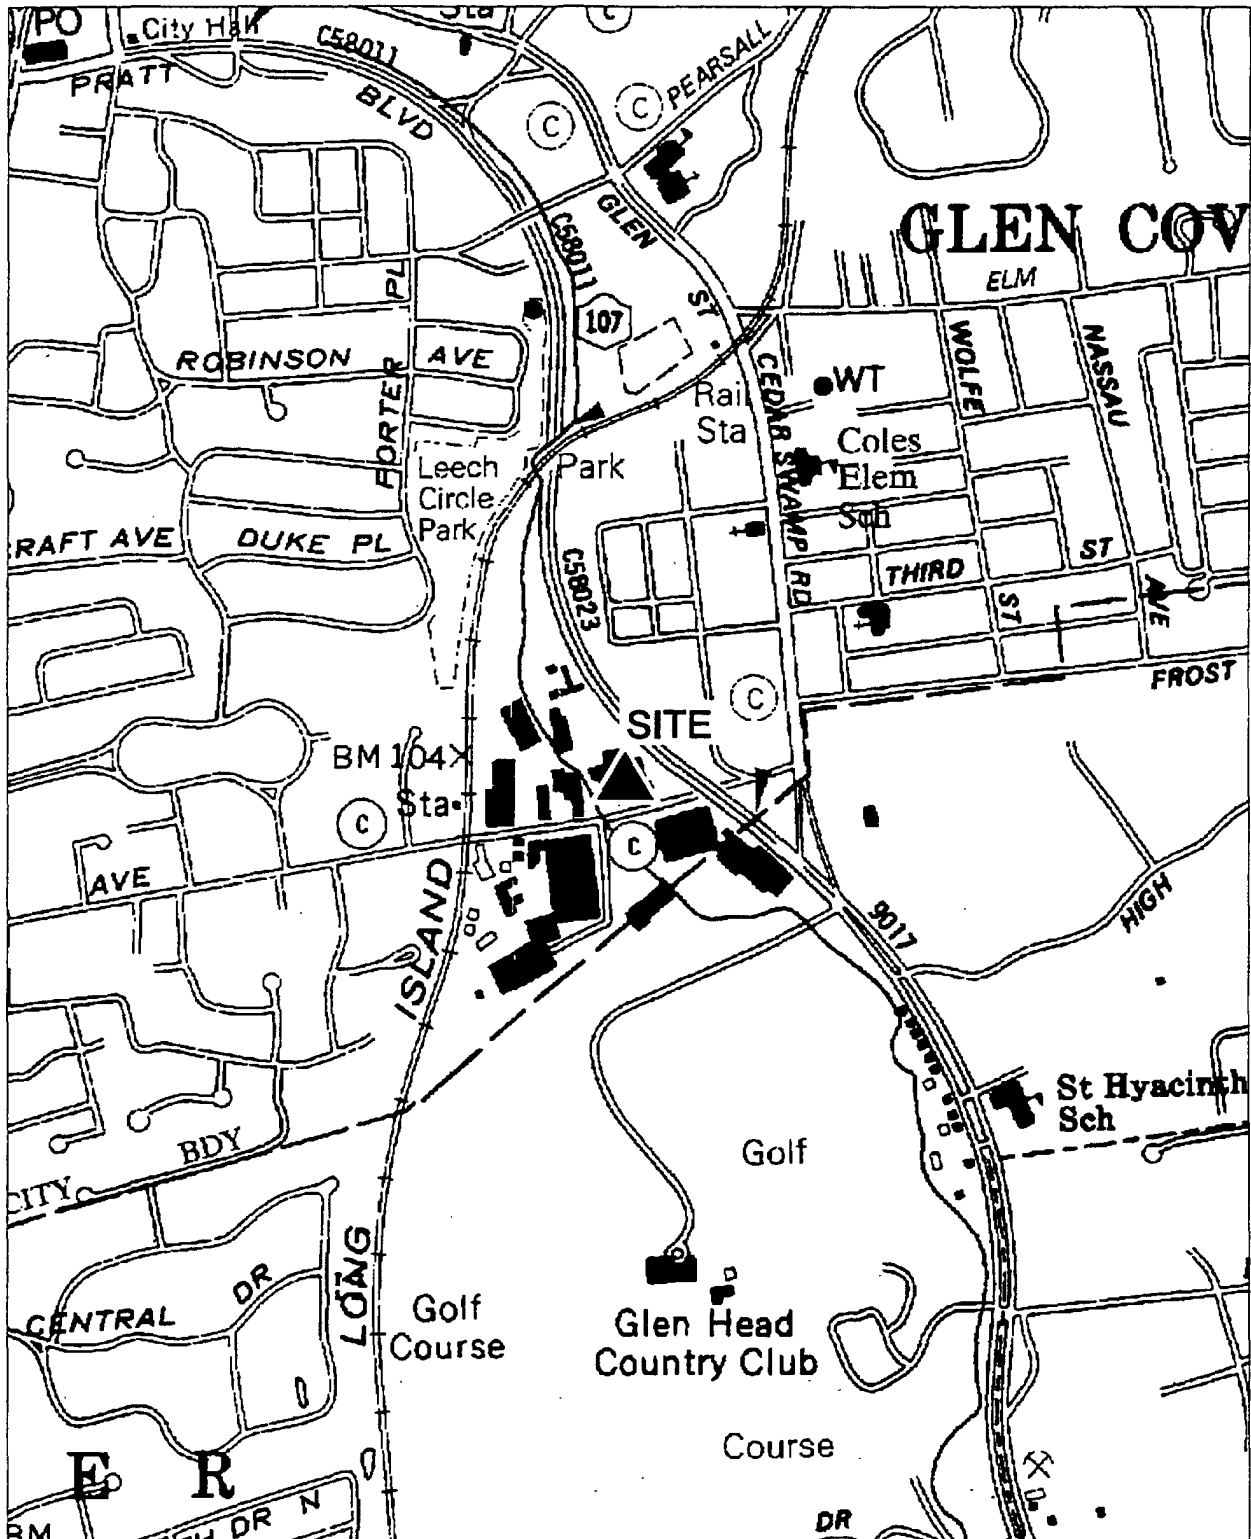 PO
City Hall
Sta
C
C58011
PRATT
BLVD
C
C
PEARSALL
GLEN COV
GLEN
ST
C58011
107
ELM
PL
PORTER
ROBINSON
AVE
WOLFE
NASSAU
Rail
Sta
CEDAR SWAMP RD
WT
Coles
Elem
Sch
Leech
Circle
Park
Park
RAFT AVE
DUKE PL
C58023
THIRD
ST
ST
AVE
FROST
C
SITE
BM 104
Sta
C
C
AVE
ISLAND
LONG
9017
HIGH
St Hyacinth
Sch
BDY
CITY
Golf
CENTRAL
DR
Golf
Course
Glen Head
Country Club
Course
E R
DR
N
BM
DR